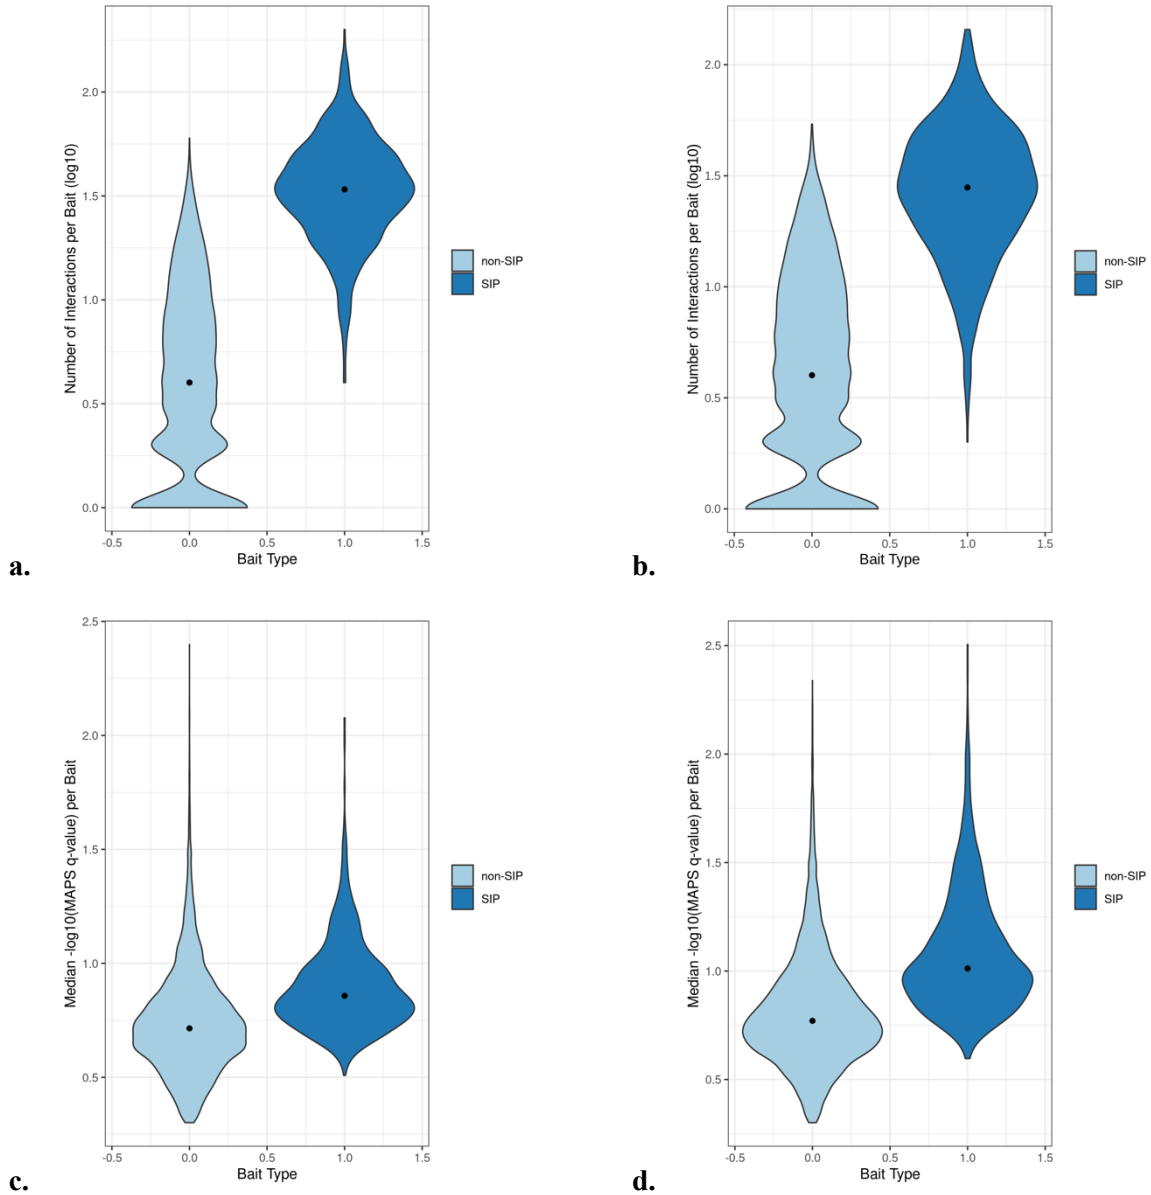 Number of Interactions per Bait (log10)
2.0
1.5
1.0
0.5
0.0
-0.5 0.0 0.5 1.0 1.5
Bait Type
non-SIP
SIP
a.
Number of Interactions per Bait (log10)
2.0
1.5
1.0
0.5
0.0
-0.5 0.0 0.5 1.0 1.5
Bait Type
non-SIP
SIP
b.
Median -log10(MAPS q-value) per Bait
2.5
2.0
1.5
1.0
0.5
-0.5 0.0 0.5 1.0 1.5
Bait Type
non-SIP
SIP
c.
Median -log10(MAPS q-value) per Bait
2.5
2.0
1.5
1.0
0.5
-0.5 0.0 0.5 1.0 1.5
Bait Type
non-SIP
SIP
d.